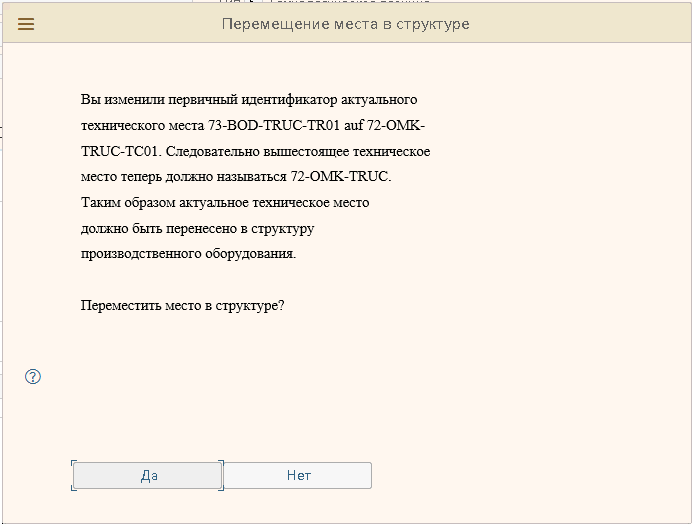 Перемещение места в структуре
Вы изменили первичный идентификатор актуального
технического места 73-BOD-TRUC-TR01 auf 72-OMK-
TRUC-TC01. Следовательно вышестоящее техническое
место теперь должно называться 72-OMK-TRUC.
Таким образом актуальное техническое место
должно быть перенесено в структуру
производственного оборудования.
Переместить место в структуре?
?
Да
Нет